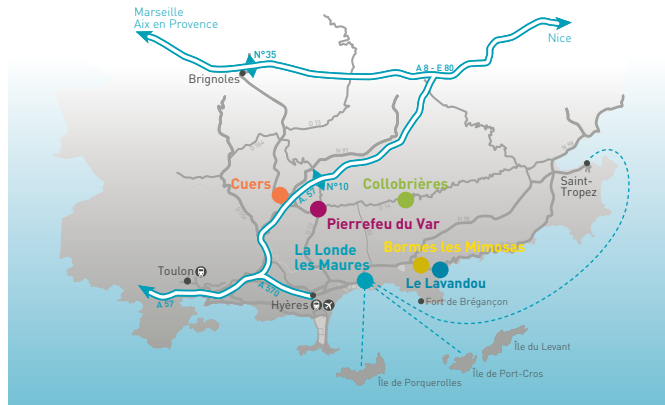 Marseille
Aix en Provence
Nice
N°35
A 8 - E 80
Brignoles
D 13
N 98
Cuers
A. 57
N°10
Collobrières
Saint-
Tropez
Pierrefeu du Var
Bormes les Mimosas
La Londe
les Maures
Toulon
Le Lavandou
A 570
A 57
Hyères
Fort de Brégançon
Île du Levant
Île de Port-Cros
Île de Porquerolles